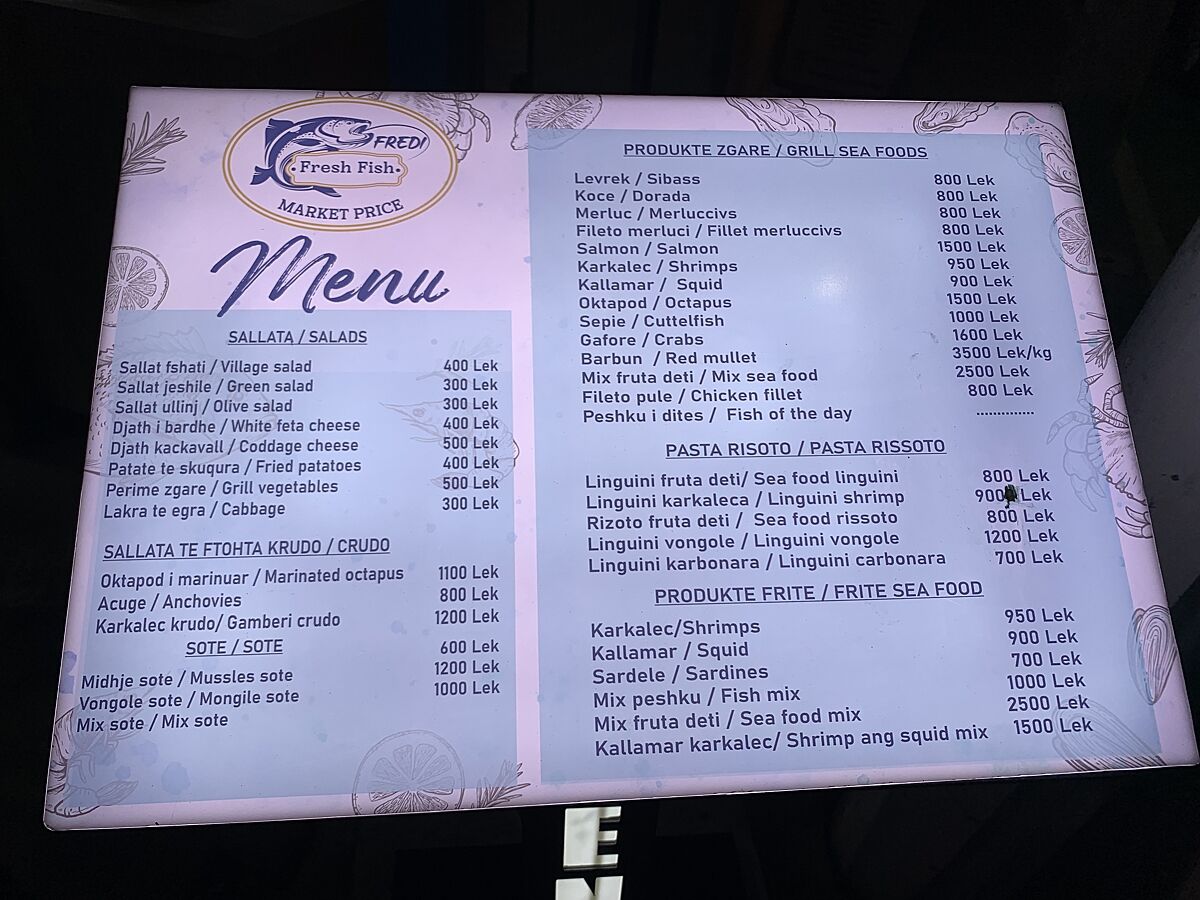 FREDI
Fresh Fish
MARKET PRICE
Menu
SALLATA / SALADS
Sallat fshati / Village salad 400 Lek
Sallat jeshile / Green salad 300 Lek
Sallat ullinj / Olive salad 300 Lek
Djath i bardhe / White feta cheese 400 Lek
Djath kackavall / Coddage cheese 500 Lek
Patate te skuqura / Fried patatoes 400 Lek
Perime zgare / Grill vegetables 500 Lek
Lakra te egra / Cabbage 300 Lek
SALLATA TE FTOHTA KRUDO / CRUDO
Oktapod i marinuar / Marinated octapus 1100 Lek
Acuge / Anchovies 800 Lek
Karkalec krudo/ Gamberi crudo 1200 Lek
SOTE / SOTE
Midhje sote / Mussles sote 600 Lek
Vongole sote / Mongile sote 1200 Lek
Mix sote / Mix sote 1000 Lek
PRODUKTE ZGARE / GRILL SEA FOODS
Levrek / Sibass 800 Lek
Koce / Dorada 800 Lek
Merluc / Merluccivs 800 Lek
Fileto merluci / Fillet merluccivs 800 Lek
Salmon / Salmon 1500 Lek
Karkalec / Shrimps 950 Lek
Kallamar / Squid 900 Lek
Oktapod / Octapus 1500 Lek
Sepie / Cuttelfish 1000 Lek
Gafore / Crabs 1600 Lek
Barbun / Red mullet 3500 Lek/kg
Mix fruta deti / Mix sea food 2500 Lek
Fileto pule / Chicken fillet 800 Lek
Peshku i dites / Fish of the day ..............
PASTA RISOTO / PASTA RISSOTO
Linguini fruta deti/ Sea food linguini 800 Lek
Linguini karkaleca / Linguini shrimp 900 Lek
Rizoto fruta deti / Sea food rissoto 800 Lek
Linguini vongole / Linguini vongole 1200 Lek
Linguini karbonara / Linguini carbonara 700 Lek
PRODUKTE FRITE / FRITE SEA FOOD
Karkalec/Shrimps 950 Lek
Kallamar / Squid 900 Lek
Sardele / Sardines 700 Lek
Mix peshku / Fish mix 1000 Lek
Mix fruta deti / Sea food mix 2500 Lek
Kallamar karkalec/ Shrimp ang squid mix 1500 Lek